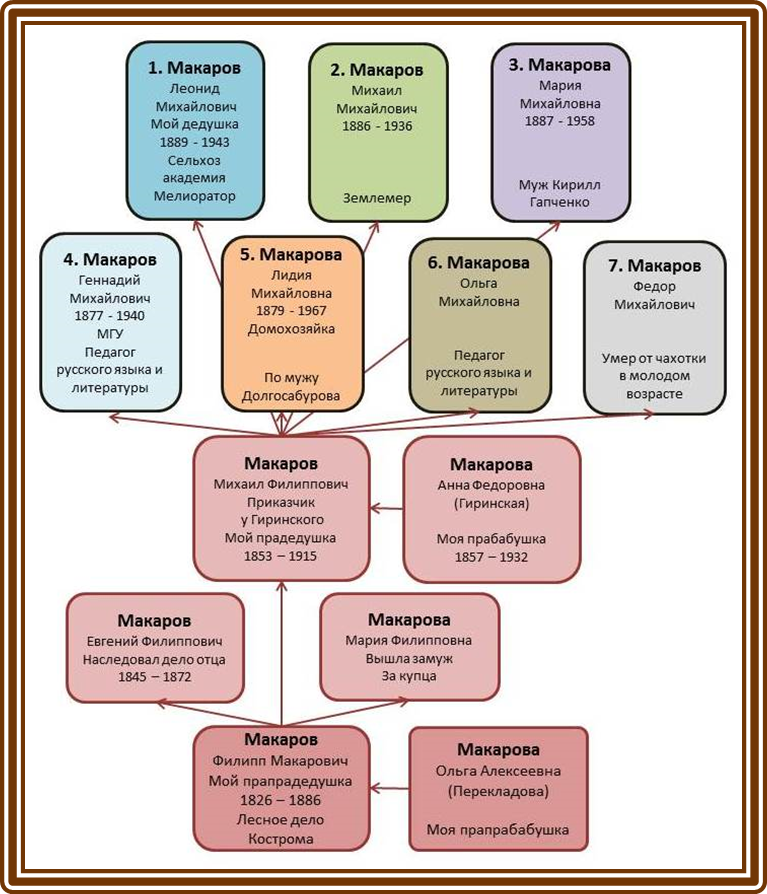 1. Макаров
Леонид
Михайлович
Мой дедушка
1889 - 1943
Сельхоз
академия
Мелиоратор
2. Макаров
Михаил
Михайлович
1886 - 1936
Землемер
3. Макарова
Мария
Михайловна
1887 - 1958
Муж Кирилл
Гапченко
4. Макаров
Геннадий
Михайлович
1877 - 1940
МГУ
Педагог
русского языка и
литературы
5. Макарова
Лидия
Михайловна
1879 - 1967
Домохозяйка
По мужу
Долгосабурова
6. Макарова
Ольга
Михайловна
Педагог
русского языка и
литературы
7. Макаров
Федор
Михайлович
Умер от чахотки
в молодом
возрасте
Макаров
Михаил Филиппович
Приказчик
у Гиринского
Мой прадедушка
1853 – 1915
Макарова
Анна Федоровна
(Гиринская)
Моя прабабушка
1857 – 1932
Макаров
Евгений Филиппович
Наследовал дело отца
1845 – 1872
Макарова
Мария Филипповна
Вышла замуж
За купца
Макаров
Филипп Макарович
Мой прапрадедушка
1826 – 1886
Лесное дело
Кострома
Макарова
Ольга Алексеевна
(Перекладова)
Моя прапрабабушка